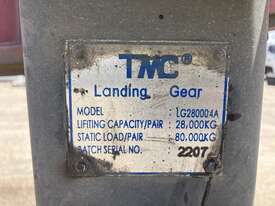 TMC®
Landing Gear
MODEL : LG280004A
LIFITING CAPACITY/PAIR : 28,000KG
STATIC LOAD/PAIR : 80,000KG
BATCH SERIAL NO. 2207